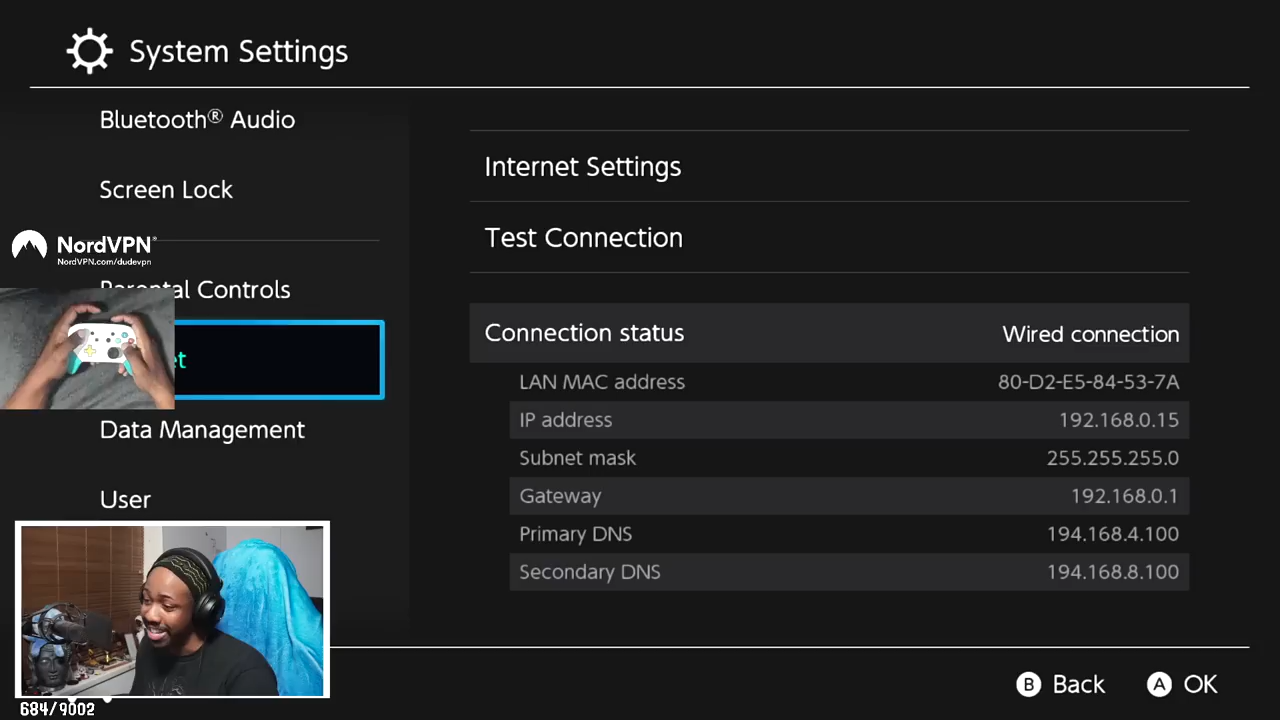 System Settings
Bluetooth® Audio
Screen Lock
NordVPN®
NordVPN.com/dudevpn
Parental Controls
et
Data Management
User
Internet Settings
Test Connection
Connection status Wired connection
LAN MAC address 80-D2-E5-84-53-7A
IP address 192.168.0.15
Subnet mask 255.255.255.0
Gateway 192.168.0.1
Primary DNS 194.168.4.100
Secondary DNS 194.168.8.100
684/9002
B Back A OK